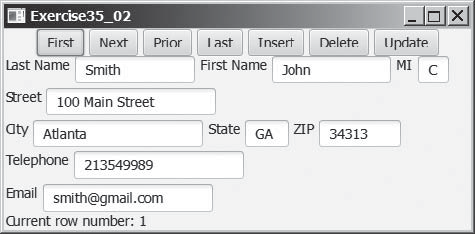 Exercise35_02
First Next Prior Last Insert Delete Update
Last Name Smith First Name John MI C
Street 100 Main Street
City Atlanta State GA ZIP 34313
Telephone 213549989
Email smith@gmail.com
Current row number: 1